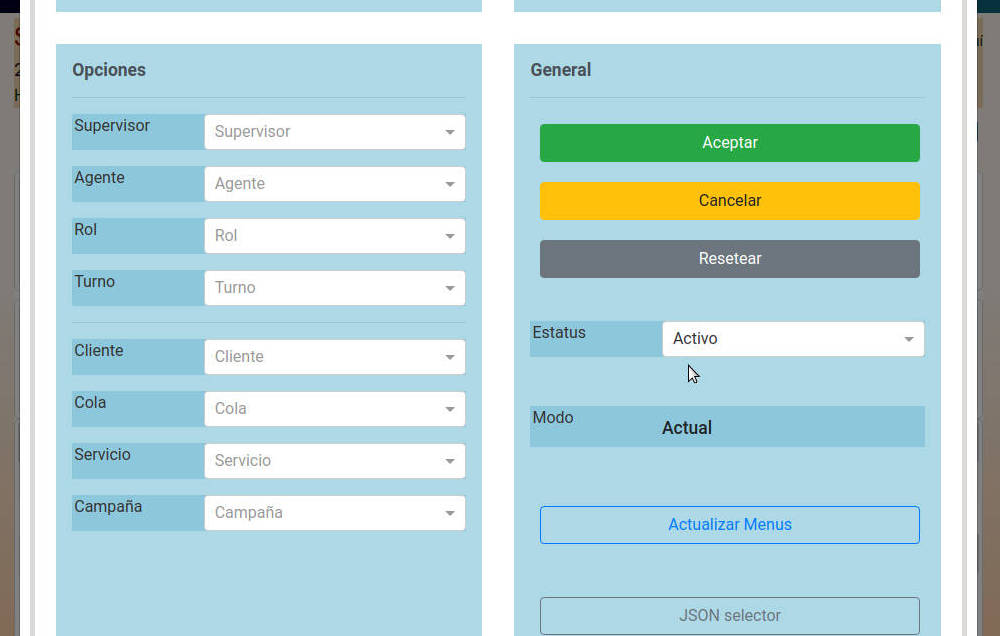 Opciones
Supervisor
Supervisor
Agente
Agente
Rol
Rol
Turno
Turno
Cliente
Cliente
Cola
Cola
Servicio
Servicio
Campaña
Campaña
General
Aceptar
Cancelar
Resetear
Estatus
Activo
Modo
Actual
Actualizar Menus
JSON selector